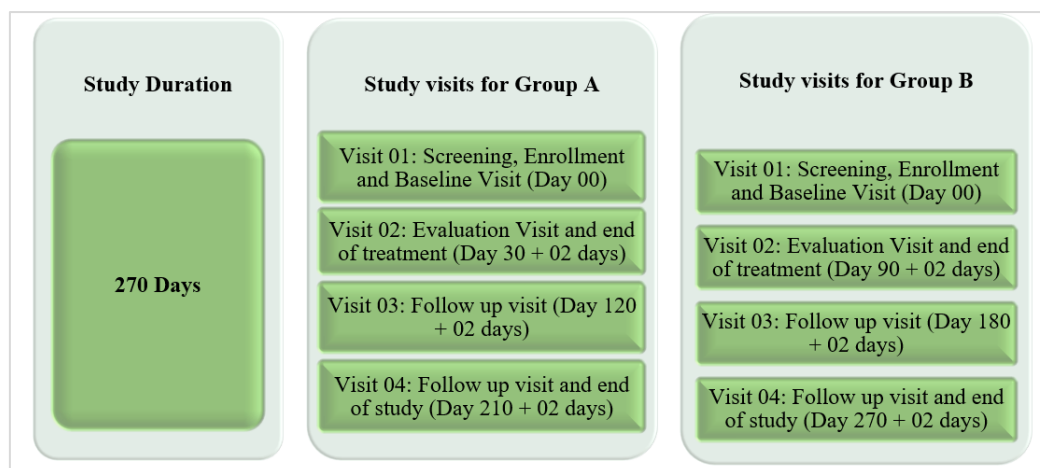 Study Duration
270 Days
Study visits for Group A
Visit 01: Screening, Enrollment
and Baseline Visit (Day 00)
Visit 02: Evaluation Visit and end
of treatment (Day 30 + 02 days)
Visit 03: Follow up visit (Day 120
+ 02 days)
Visit 04: Follow up visit and end
of study (Day 210 + 02 days)
Study visits for Group B
Visit 01: Screening, Enrollment
and Baseline Visit (Day 00)
Visit 02: Evaluation Visit and end
of treatment (Day 90 + 02 days)
Visit 03: Follow up visit (Day 180
+ 02 days)
Visit 04: Follow up visit and end
of study (Day 270 + 02 days)